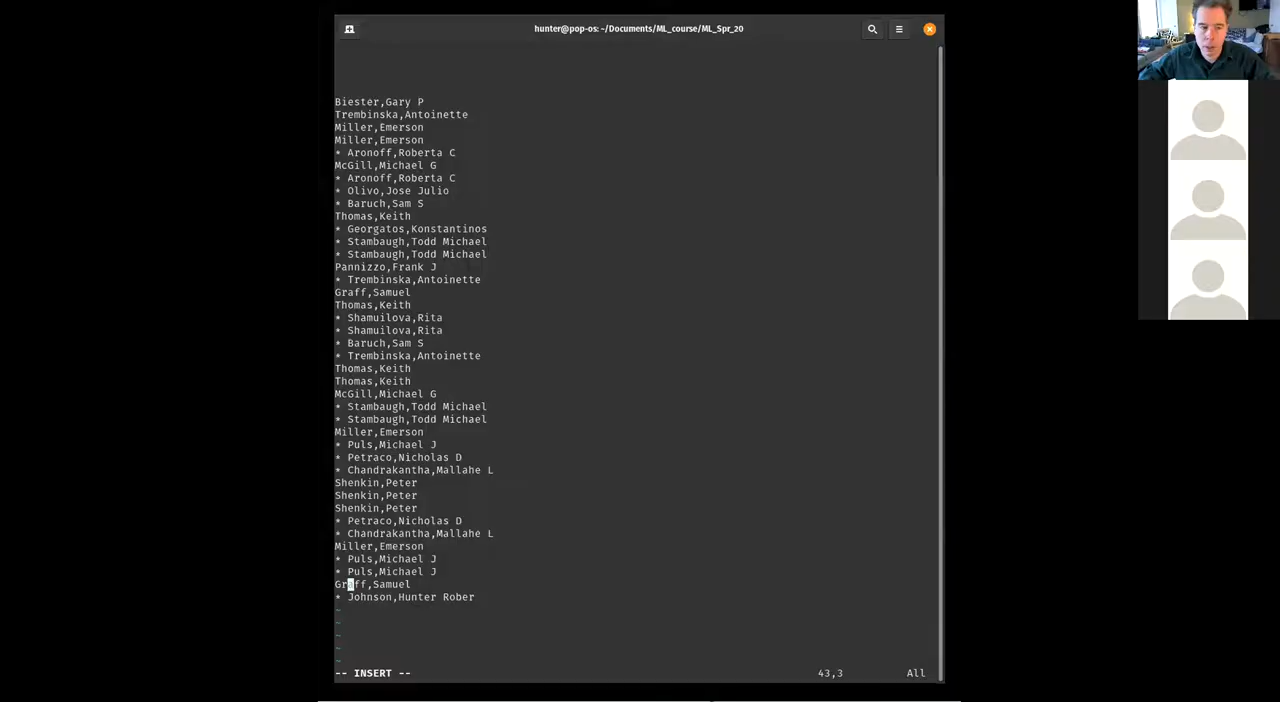 hunter@pop-os: ~/Documents/ML_course/ML_Spr_20
Biester,Gary P
Trembinska,Antoinette
Miller,Emerson
Miller,Emerson
* Aronoff,Roberta C
McGill,Michael G
* Aronoff,Roberta C
* Olivo,Jose Julio
* Baruch,Sam S
Thomas,Keith
* Georgatos,Konstantinos
* Stambaugh,Todd Michael
* Stambaugh,Todd Michael
Pannizzo,Frank J
* Trembinska,Antoinette
Graff,Samuel
Thomas,Keith
* Shamuilova,Rita
* Shamuilova,Rita
* Baruch,Sam S
* Trembinska,Antoinette
Thomas,Keith
Thomas,Keith
McGill,Michael G
* Stambaugh,Todd Michael
* Stambaugh,Todd Michael
Miller,Emerson
* Puls,Michael J
* Petraco,Nicholas D
* Chandrakantha,Mallahe L
Shenkin,Peter
Shenkin,Peter
Shenkin,Peter
* Petraco,Nicholas D
* Chandrakantha,Mallahe L
Miller,Emerson
* Puls,Michael J
* Puls,Michael J
Graff,Samuel
* Johnson,Hunter Rober
~
~
~
~
~
-- INSERT -- 43,3 All